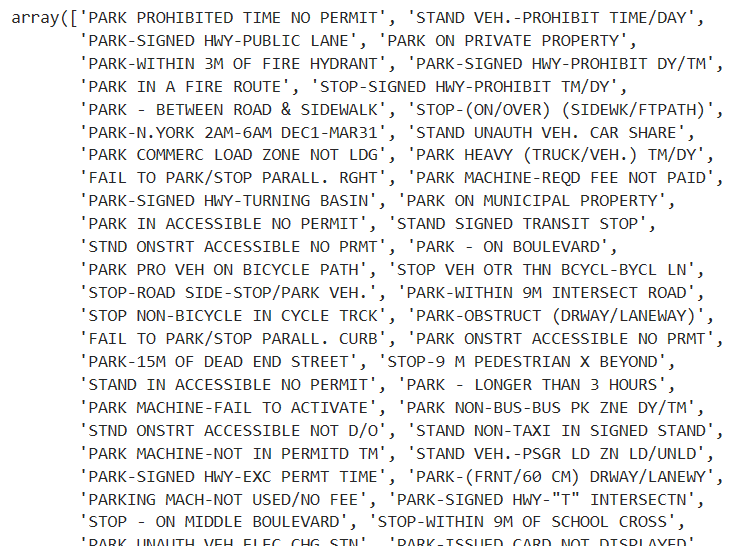 array(['PARK PROHIBITED TIME NO PERMIT', 'STAND VEH.-PROHIBIT TIME/DAY',
'PARK-SIGNED HWY-PUBLIC LANE', 'PARK ON PRIVATE PROPERTY',
'PARK-WITHIN 3M OF FIRE HYDRANT', 'PARK-SIGNED HWY-PROHIBIT DY/TM',
'PARK IN A FIRE ROUTE', 'STOP-SIGNED HWY-PROHIBIT TM/DY',
'PARK - BETWEEN ROAD & SIDEWALK', 'STOP-(ON/OVER) (SIDEWK/FTPATH)',
'PARK-N.YORK 2AM-6AM DEC1-MAR31', 'STAND UNAUTH VEH. CAR SHARE',
'PARK COMMERC LOAD ZONE NOT LDG', 'PARK HEAVY (TRUCK/VEH.) TM/DY',
'FAIL TO PARK/STOP PARALL. RGHT', 'PARK MACHINE-REQD FEE NOT PAID',
'PARK-SIGNED HWY-TURNING BASIN', 'PARK ON MUNICIPAL PROPERTY',
'PARK IN ACCESSIBLE NO PERMIT', 'STAND SIGNED TRANSIT STOP',
'STND ONSTRT ACCESSIBLE NO PRMT', 'PARK - ON BOULEVARD',
'PARK PRO VEH ON BICYCLE PATH', 'STOP VEH OTR THN BCYCL-BYCL LN',
'STOP-ROAD SIDE-STOP/PARK VEH.', 'PARK-WITHIN 9M INTERSECT ROAD',
'STOP NON-BICYCLE IN CYCLE TRCK', 'PARK-OBSTRUCT (DRWAY/LANEWAY)',
'FAIL TO PARK/STOP PARALL. CURB', 'PARK ONSTRT ACCESSIBLE NO PRMT',
'PARK-15M OF DEAD END STREET', 'STOP-9 M PEDESTRIAN X BEYOND',
'STAND IN ACCESSIBLE NO PERMIT', 'PARK - LONGER THAN 3 HOURS',
'PARK MACHINE-FAIL TO ACTIVATE', 'PARK NON-BUS-BUS PK ZNE DY/TM',
'STND ONSTRT ACCESSIBLE NOT D/O', 'STAND NON-TAXI IN SIGNED STAND',
'PARK MACHINE-NOT IN PERMITD TM', 'STAND VEH.-PSGR LD ZN LD/UNLD',
'PARK-SIGNED HWY-EXC PERMT TIME', 'PARK-(FRNT/60 CM) DRWAY/LANEWY',
'PARKING MACH-NOT USED/NO FEE', 'PARK-SIGNED HWY-"T" INTERSECTN',
'STOP - ON MIDDLE BOULEVARD', 'STOP-WITHIN 9M OF SCHOOL CROSS',
'PARK UNAUTH VEH ELEC CHG STN', 'PARK-ISSUED CARD NOT DISPLAYED'